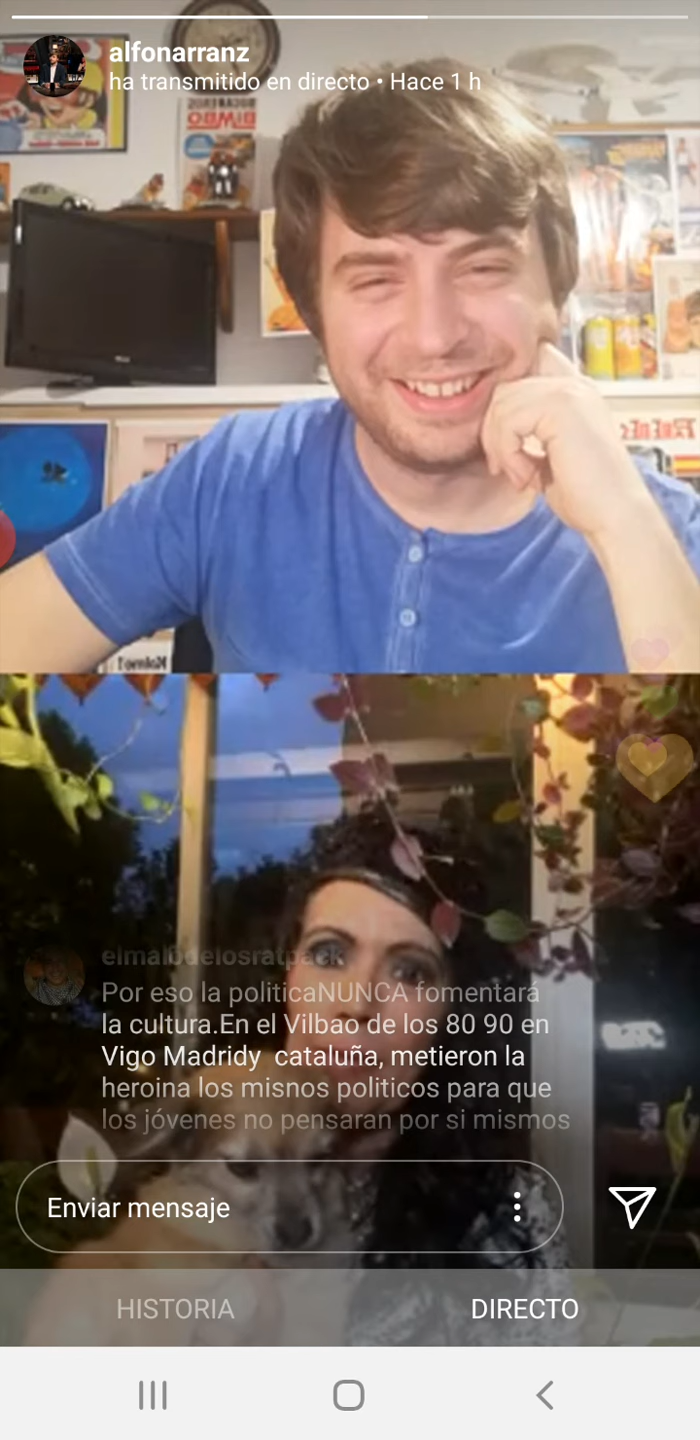 alfonarranz
ha transmitido en directo • Hace 1 h
BIMBO
elmalodelosratpack
Por eso la politicaNUNCA fomentará
la cultura.En el Vilbao de los 80 90 en
Vigo Madridy  cataluña, metieron la
heroina los misnos politicos para que
los jóvenes no pensaran por si mismos
Enviar mensaje
HISTORIA
DIRECTO